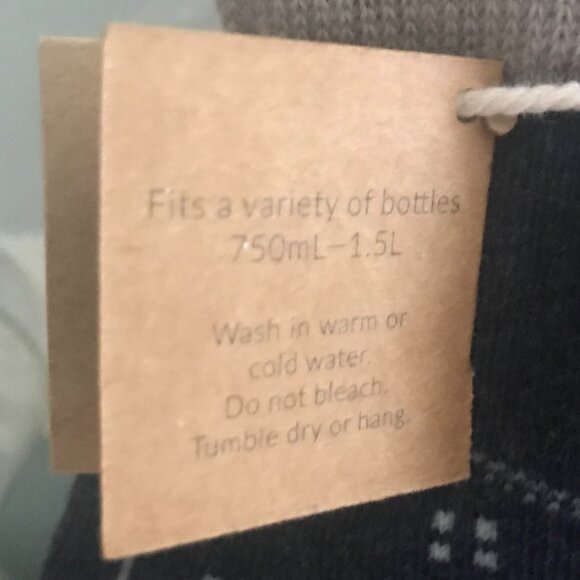 Fits a variety of bottles
750mL–1.5L
Wash in warm or
cold water.
Do not bleach.
Tumble dry or hang.